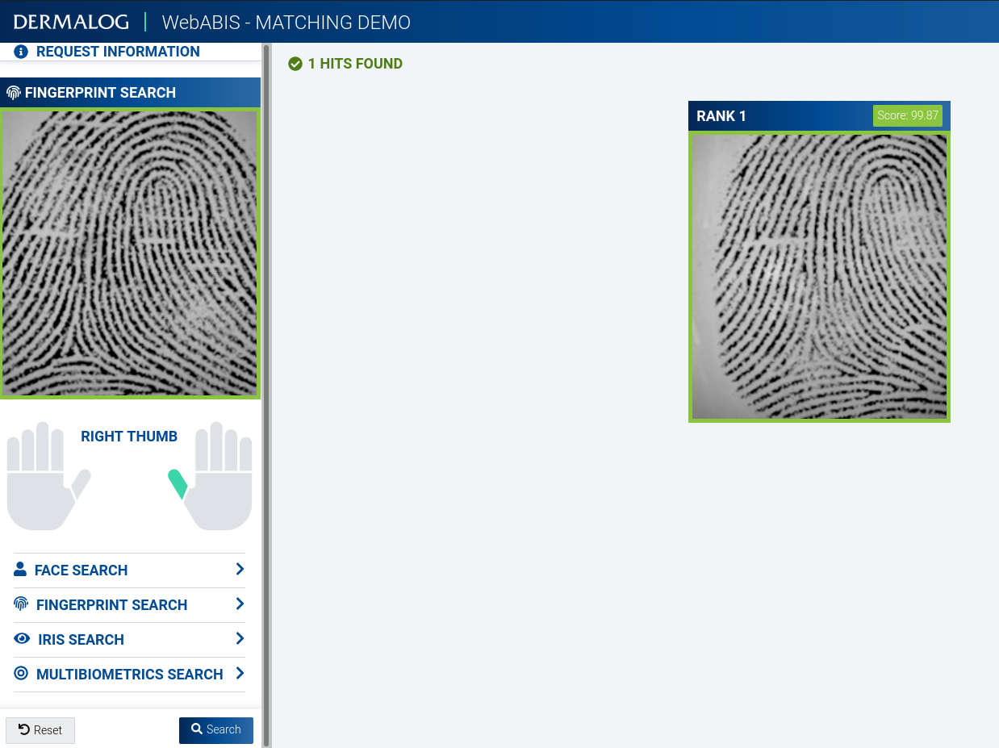 DERMALOG
WebABIS - MATCHING DEMO
REQUEST INFORMATION
1 HITS FOUND
FINGERPRINT SEARCH
RANK 1
Score: 99.87
RIGHT THUMB
FACE SEARCH
FINGERPRINT SEARCH
IRIS SEARCH
MULTIBIOMETRICS SEARCH
Reset
Search